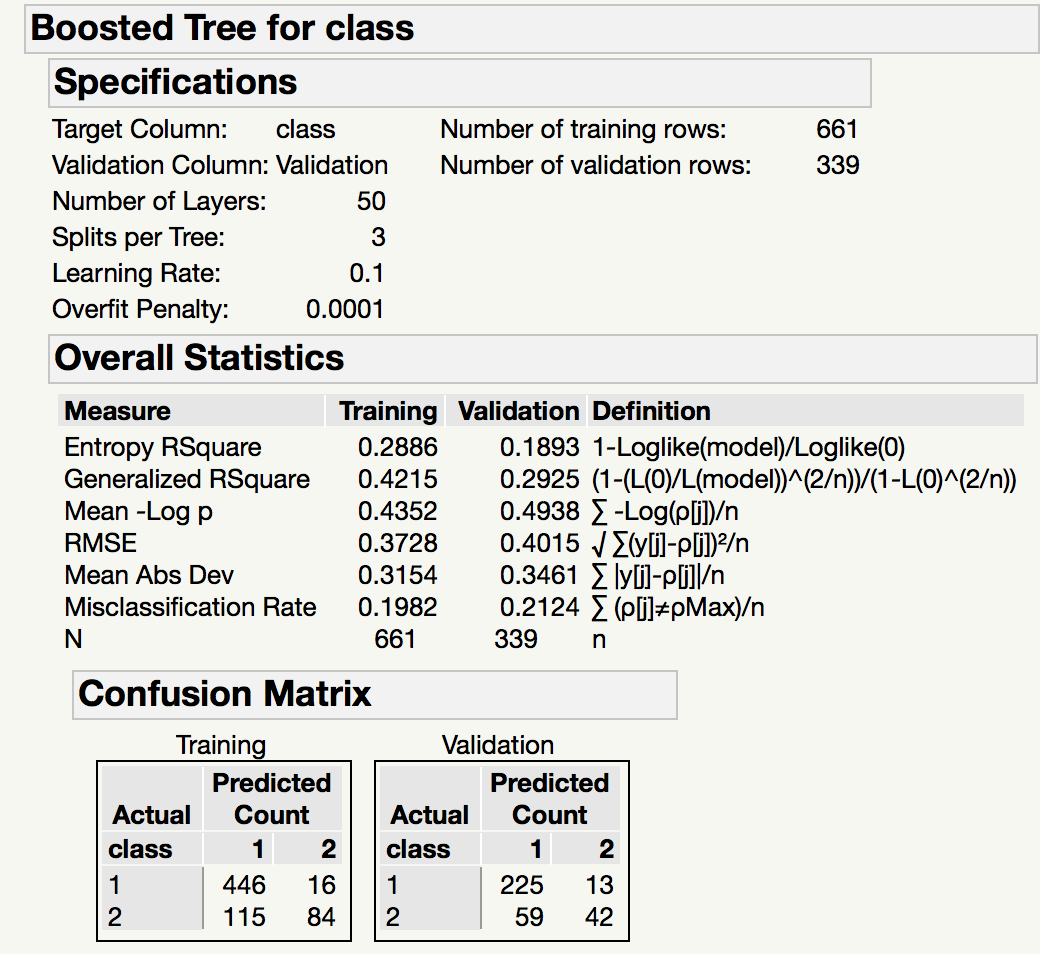 Boosted Tree for class
Specifications
Target Column: class Number of training rows: 661
Validation Column: Validation Number of validation rows: 339
Number of Layers: 50
Splits per Tree: 3
Learning Rate: 0.1
Overfit Penalty: 0.0001
Overall Statistics
Measure Training Validation Definition
Entropy RSquare 0.2886 0.1893 1-Loglike(model)/Loglike(0)
Generalized RSquare 0.4215 0.2925 (1-(L(0)/L(model))^(2/n))/(1-L(0)^(2/n))
Mean -Log p 0.4352 0.4938 ∑ -Log(ρ[j])/n
RMSE 0.3728 0.4015 √ ∑(y[j]-ρ[j])²/n
Mean Abs Dev 0.3154 0.3461 ∑ |y[j]-ρ[j]|/n
Misclassification Rate 0.1982 0.2124 ∑ (ρ[j]≠ρMax)/n
N 661 339 n
Confusion Matrix
Training Validation
Predicted Predicted
Actual Count Actual Count
class 1 2 class 1 2
1 446 16 1 225 13
2 115 84 2 59 42